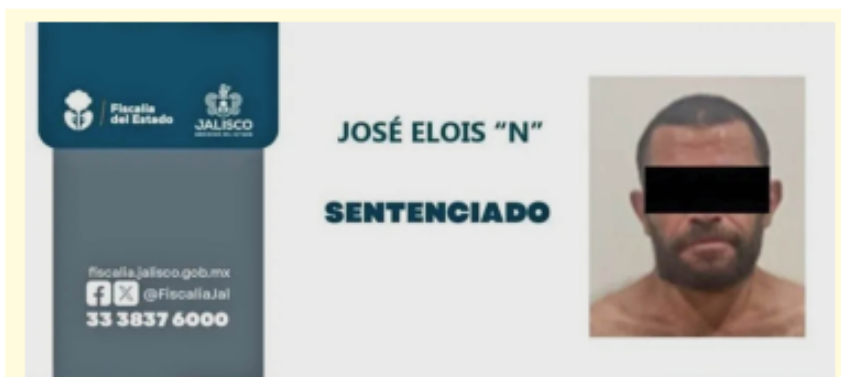 Fiscalía
del Estado
JALISCO
JOSÉ ELOIS “N”
SENTENCIADO
fiscalia.jalisco.gob.mx
@FiscaliaJal
33 3837 6000